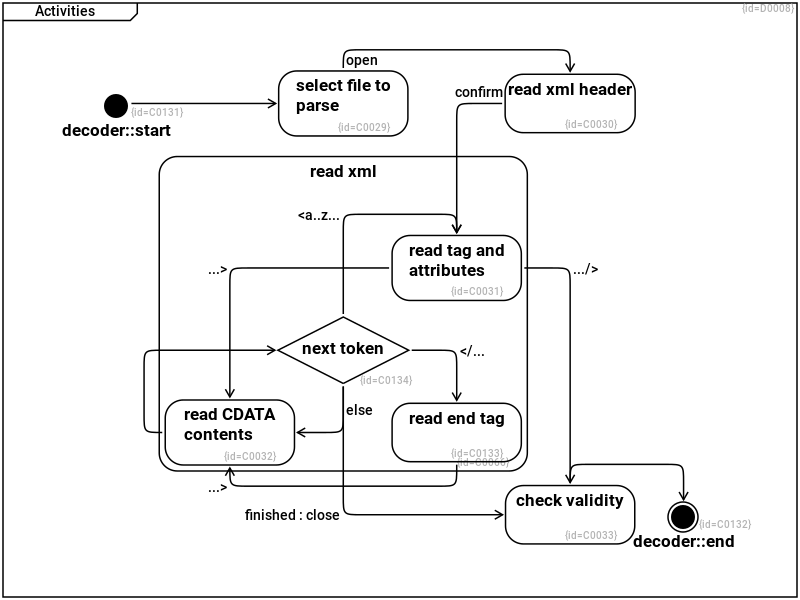 Activities
{id=D0008}
open
select file to
parse
{id=C0029}
confirm
read xml header
{id=C0030}
{id=C0131}
decoder::start
read xml
<a..z...
read tag and
attributes
{id=C0031}
...>
.../>
next token
{id=C0134}
</...
else
read CDATA
contents
{id=C0032}
read end tag
{id=C0133}
{id=C0066}
...>
finished : close
check validity
{id=C0033}
{id=C0132}
decoder::end